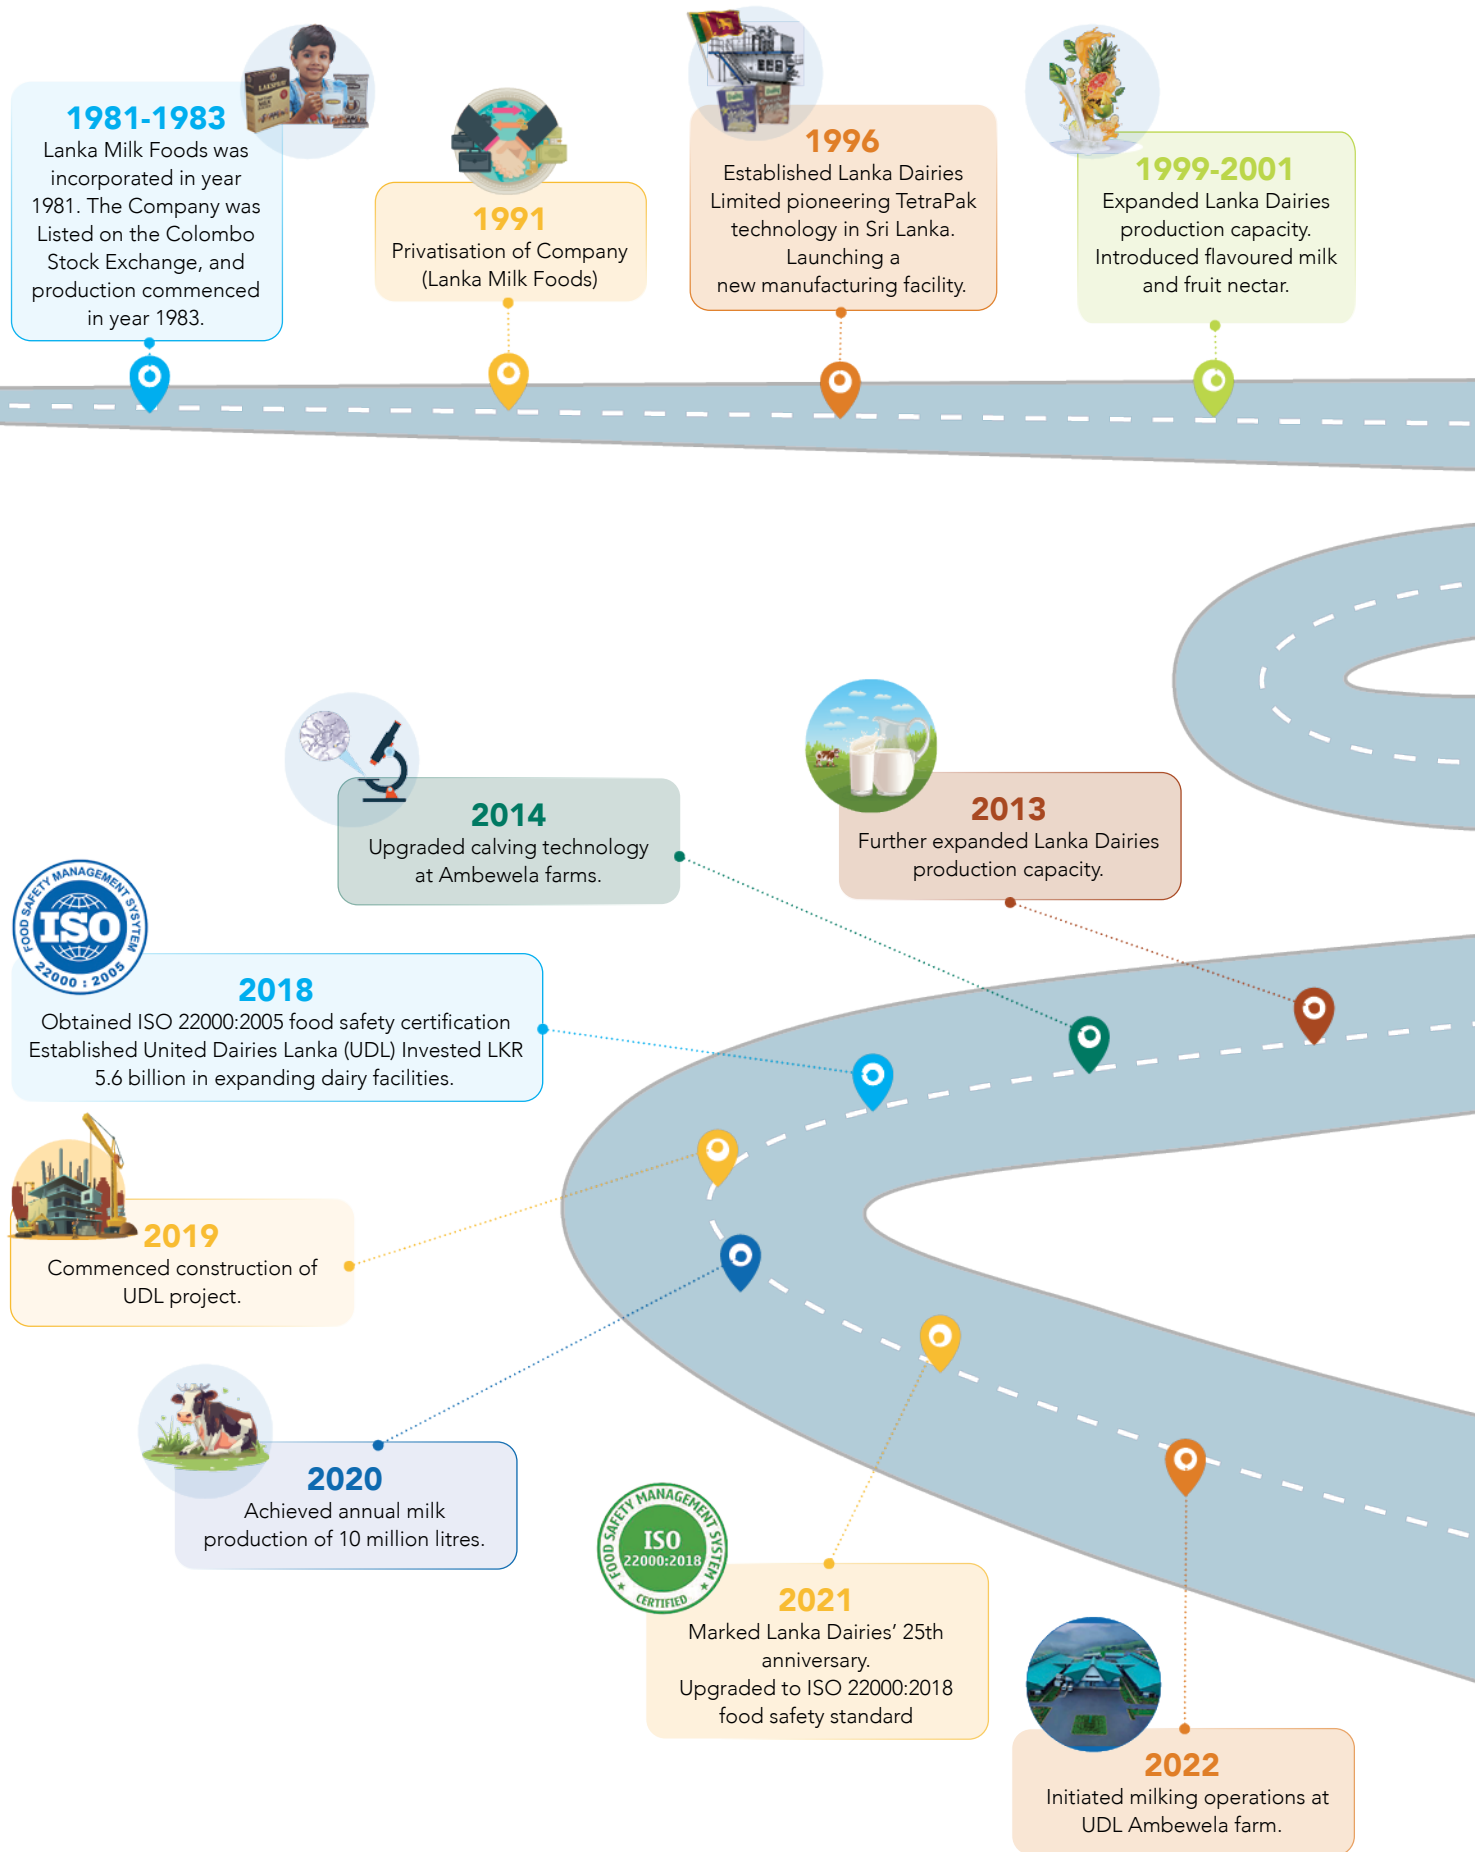 1981-1983
Lanka Milk Foods was
incorporated in year
1981. The Company was
Listed on the Colombo
Stock Exchange, and
production commenced
in year 1983.
1991
Privatisation of Company
(Lanka Milk Foods)
1996
Established Lanka Dairies
Limited pioneering TetraPak
technology in Sri Lanka.
Launching a
new manufacturing facility.
1999-2001
Expanded Lanka Dairies
production capacity.
Introduced flavoured milk
and fruit nectar.
2013
Further expanded Lanka Dairies
production capacity.
2014
Upgraded calving technology
at Ambewela farms.
FOOD SAFETY MANAGEMENT SYSYTEM
ISO
22000 : 2005
2018
Obtained ISO 22000:2005 food safety certification
Established United Dairies Lanka (UDL) Invested LKR
5.6 billion in expanding dairy facilities.
2019
Commenced construction of
UDL project.
2020
Achieved annual milk
production of 10 million litres.
FOOD SAFETY MANAGEMENT SYSTEM
ISO
22000:2018
CERTIFIED
2021
Marked Lanka Dairies’ 25th
anniversary.
Upgraded to ISO 22000:2018
food safety standard
2022
Initiated milking operations at
UDL Ambewela farm.